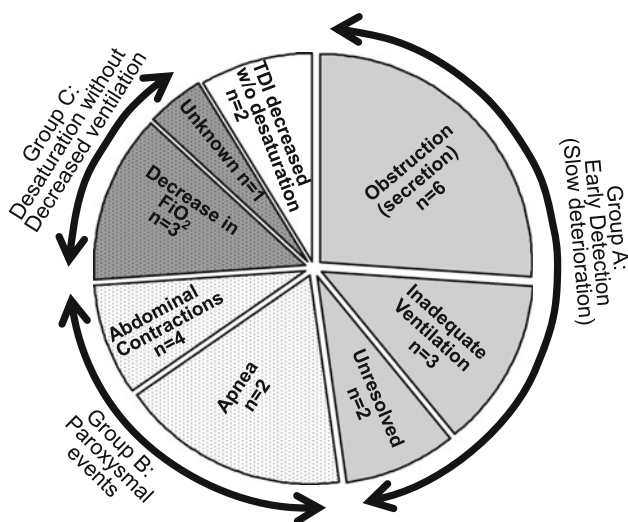 Group C:
Desaturation without
Decreased ventilation
TDI decreased
w/o desaturation
n=2
Unknown n=1
Decrease in
FiO2
n=3
Obstruction
(secretion)
n=6
Group A:
Early Detection
(Slow deterioration)
Inadequate
Ventilation
n=3
Unresolved
n=2
Abdominal
Contractions
n=4
Apnea
n=2
Group B:
Paroxysmal
events